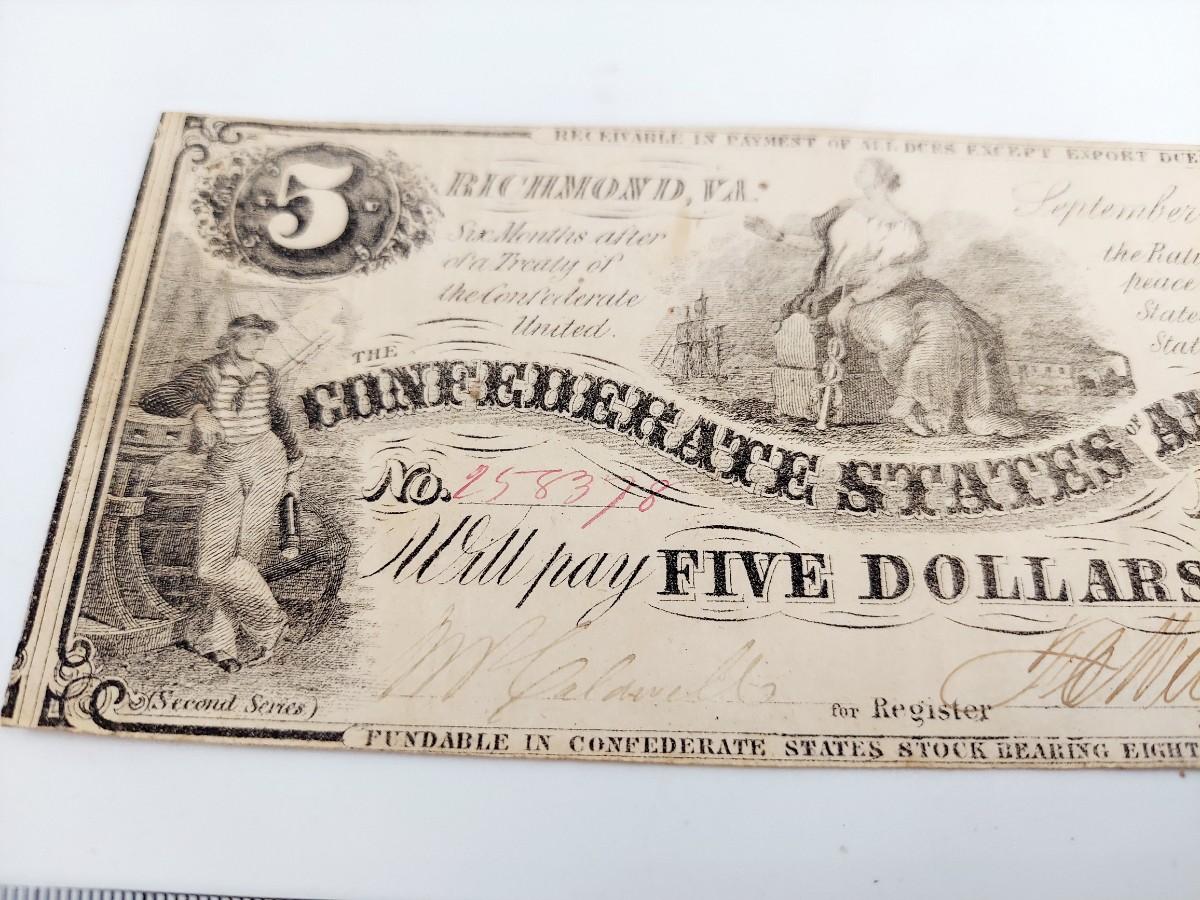 RECEIVABLE IN PAYMENT OF ALL DUES EXCEPT EXPORT DUE
5
RICHMOND, VA.
September
Six Months after
the Rati
of a Treaty of
peace
the Confederate
State
United.
Stat
THE
CONFEDERATE STATES OF A
No. 258378
Will pay FIVE DOLLARS
for Register
(Second Series)
FUNDABLE IN CONFEDERATE STATES STOCK BEARING EIGHT